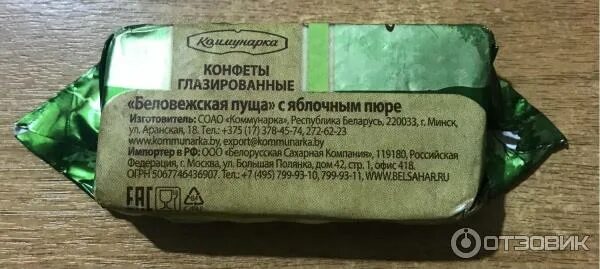 Коммунарка
КОНФЕТЫ
ГЛАЗИРОВАННЫЕ
«Беловежская пуща» с яблочным пюре
Изготовитель: СОАО «Коммунарка», Республика Беларусь, 220033, г. Минск,
ул. Аранская, 18. Тел.: +375 (17) 378-45-74, 272-62-23
www.kommunarka.by, export@kommunarka.by
Импортер в РФ: ООО «Белорусская Сахарная Компания», 119180, Российская
Федерация, г. Москва, ул. Большая Полянка, дом 42, стр. 1, офис 418.
ОГРН 5067746436907. Тел.: +7 (495) 799-93-10, 799-93-11, WWW.BELSAHAR.RU
EAC
ОТЗОВИК